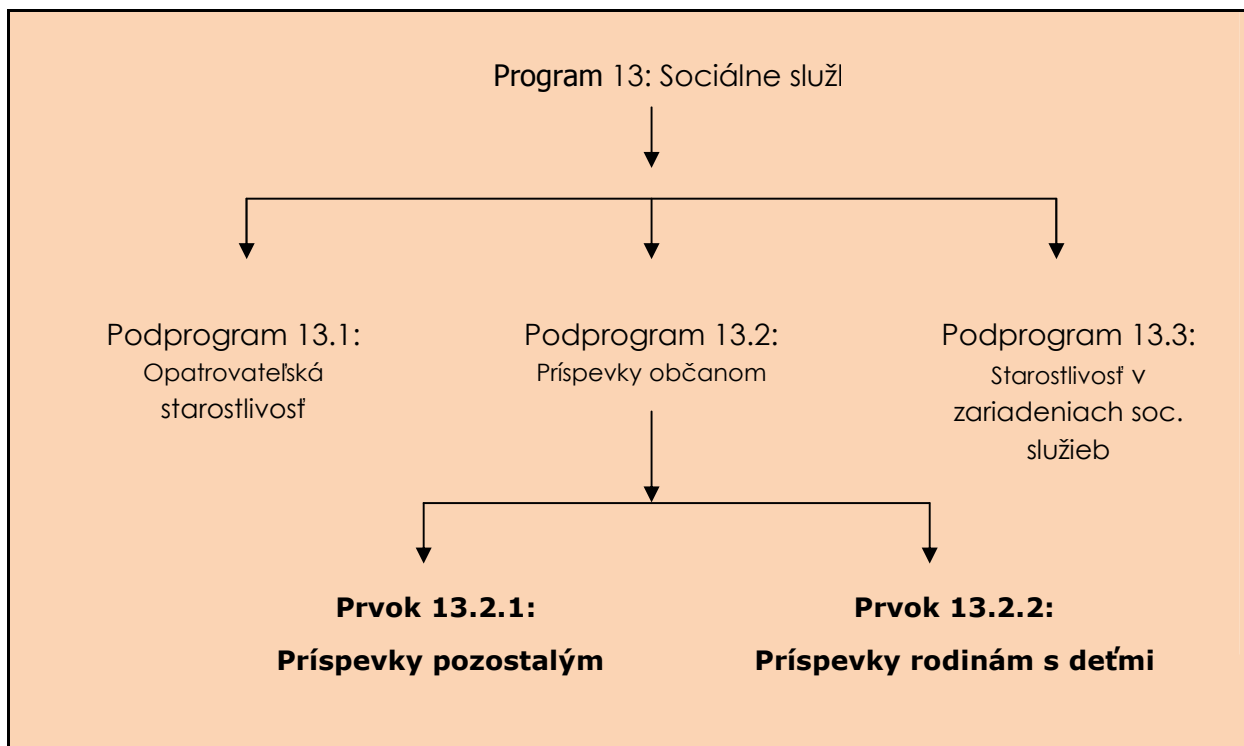 Program 13: Sociálne služ
Podprogram 13.1:
Opatrovateľská
starostlivosť
Podprogram 13.2:
Príspevky občanom
Podprogram 13.3:
Starostlivosť v
zariadeniach soc.
služieb
Prvok 13.2.1:
Príspevky pozostalým
Prvok 13.2.2:
Príspevky rodinám s deťmi